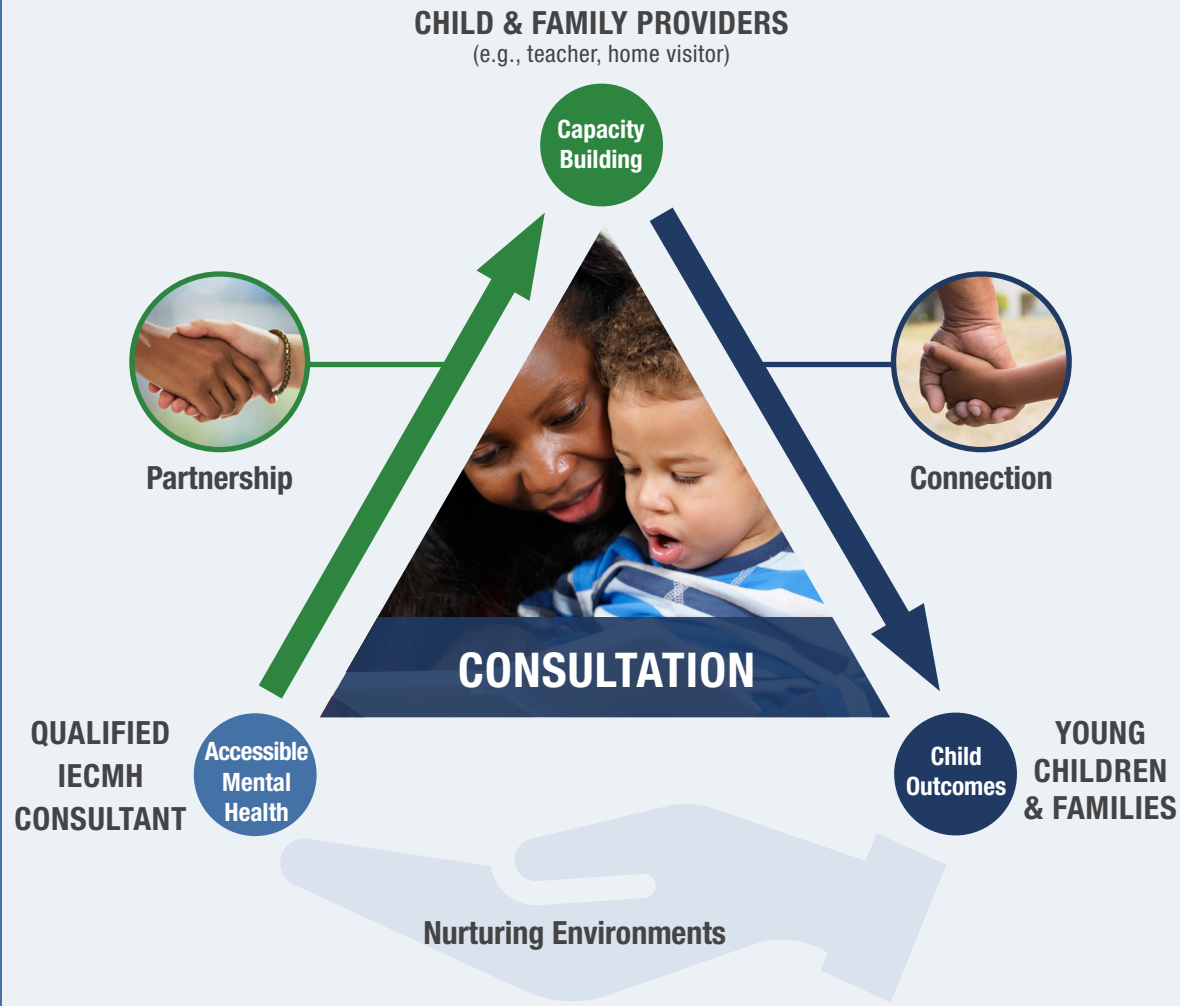 CHILD & FAMILY PROVIDERS
(e.g., teacher, home visitor)
Capacity
Building
Partnership
Connection
CONSULTATION
QUALIFIED
IECMH
CONSULTANT
Accessible
Mental
Health
Child
Outcomes
YOUNG
CHILDREN
& FAMILIES
Nurturing Environments